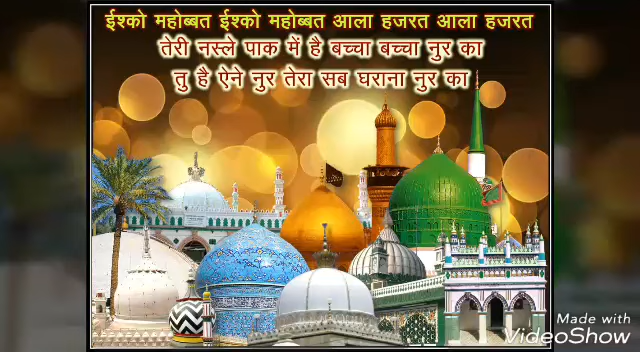 ईश्को महोब्बत ईश्को महोब्बत आला हजरत आला हजरत
तेरी नस्ले पाक में है बच्चा बच्चा नुर का
तु है ऐने नुर तेरा सब घराना नुर का
Made with
VideoShow